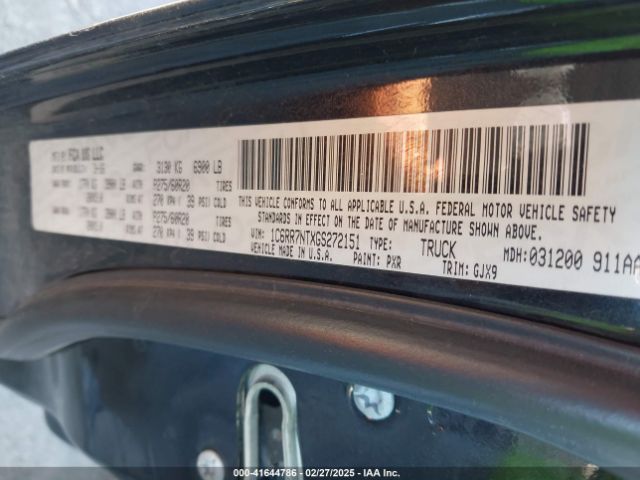 MFD BY FCA US LLC
GVWR: 3130 KG 6900 LB
P275/60R20 TIRES
270 KPA / 39 PSI COLD
P275/60R20 TIRES
270 KPA / 39 PSI COLD
THIS VEHICLE CONFORMS TO ALL APPLICABLE U.S.A. FEDERAL MOTOR VEHICLE SAFETY
STANDARDS IN EFFECT ON THE DATE OF MANUFACTURE SHOWN ABOVE.
VIN: 1C6RR7NTXGS272151 TYPE: TRUCK MDH: 031200 911AA
MADE IN U.S.A. PAINT: PXR TRIM: GJX9
000-41644786 - 02/27/2025 - IAA Inc.